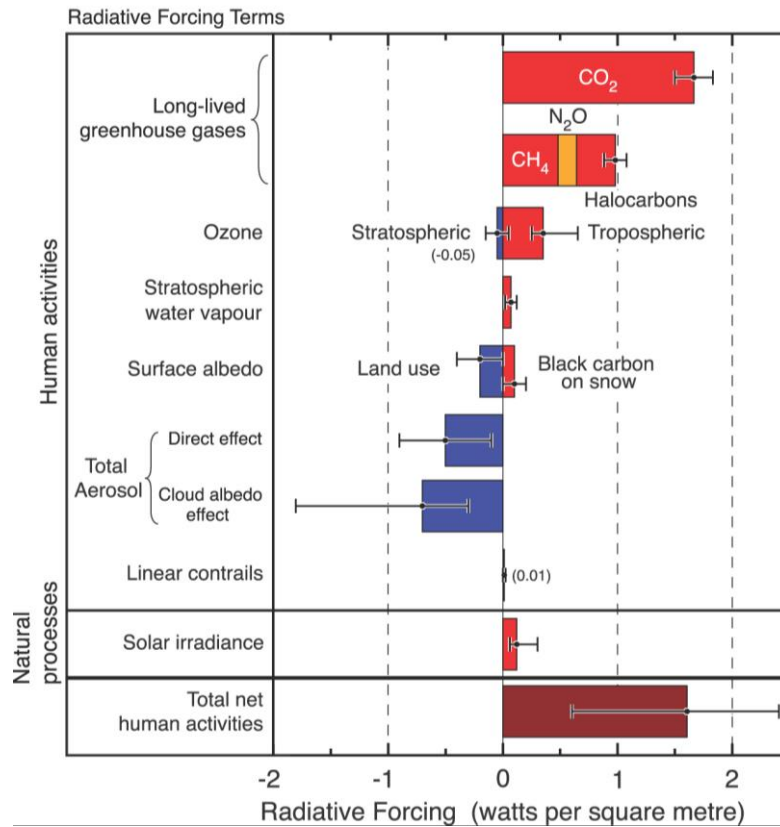 Radiative Forcing Terms
Human activities
Long-lived
greenhouse gases
CO2
N2O
CH4
Halocarbons
Ozone
Stratospheric
(-0.05)
Tropospheric
Stratospheric
water vapour
Surface albedo
Land use
Black carbon
on snow
Total
Aerosol
Direct effect
Cloud albedo
effect
Linear contrails
(0.01)
Natural
processes
Solar irradiance
Total net
human activities
-2 -1 0 1 2
Radiative Forcing (watts per square metre)